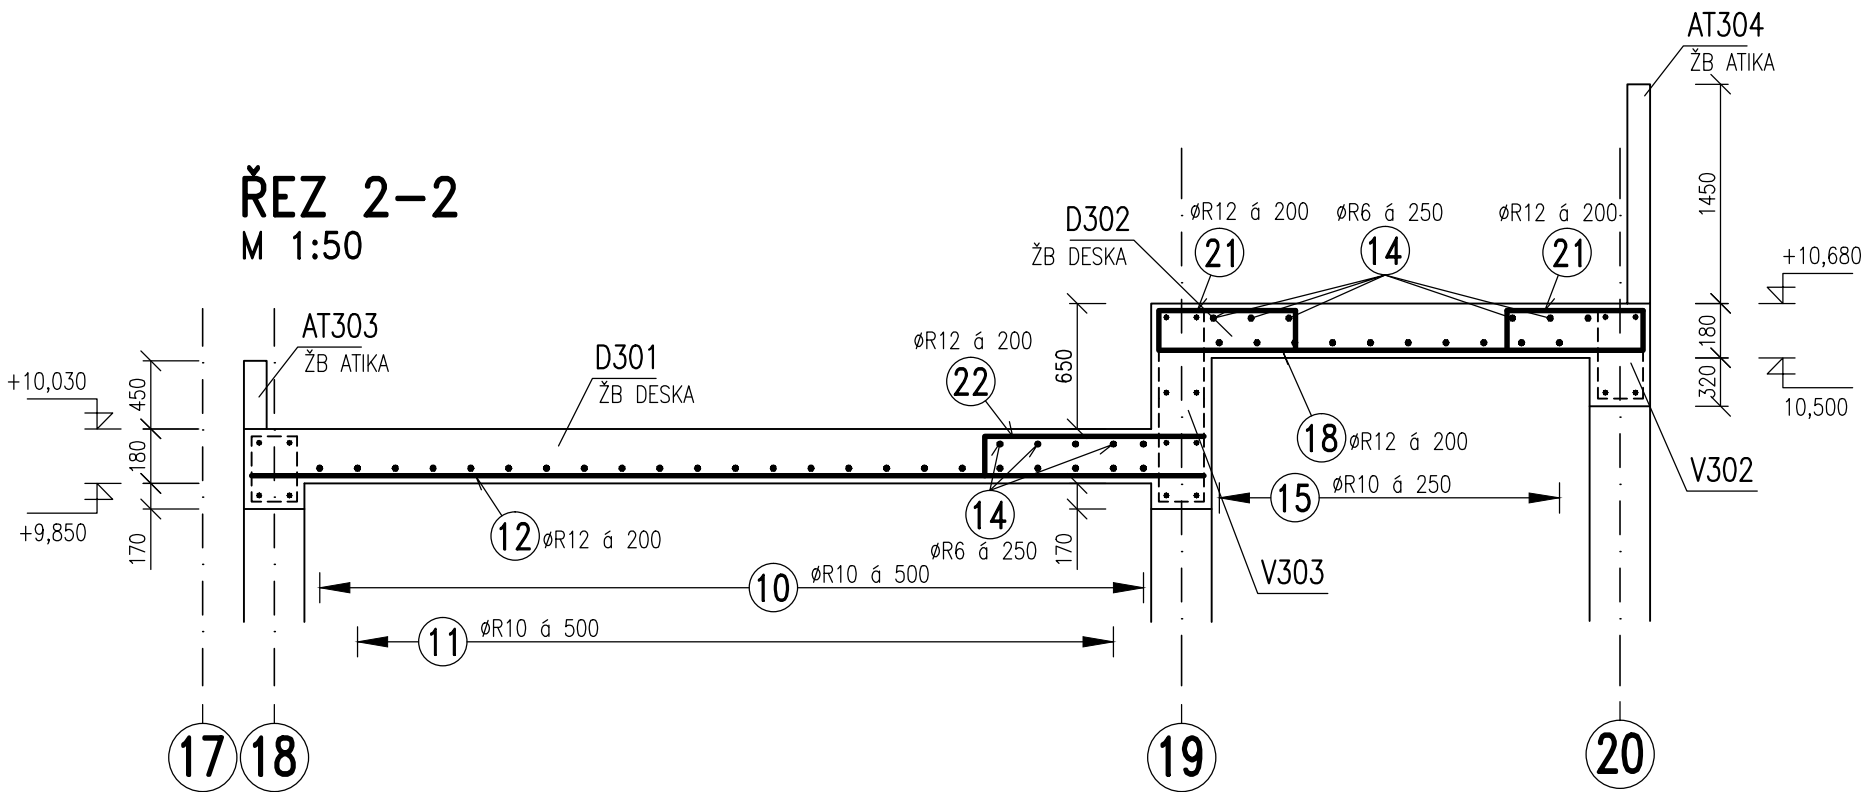 AT304
ŽB ATIKA
ŘEZ 2-2
M 1:50
1450
D302
ŽB DESKA
øR12 á 200
21
øR6 á 250
14
øR12 á 200
21
+10,680
AT303
ŽB ATIKA
D301
ŽB DESKA
øR12 á 200
22
650
180
320
10,500
+10,030
450
180
170
+9,850
18
øR12 á 200
V302
15
øR10 á 250
12
øR12 á 200
14
øR6 á 250
170
V303
10
øR10 á 500
11
øR10 á 500
17
18
19
20